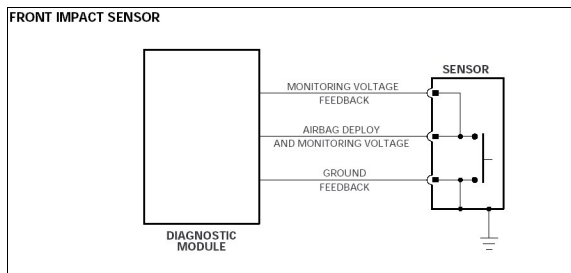 FRONT IMPACT SENSOR
SENSOR
MONITORING VOLTAGE
FEEDBACK
AIRBAG DEPLOY
AND MONITORING VOLTAGE
GROUND
FEEDBACK
DIAGNOSTIC
MODULE